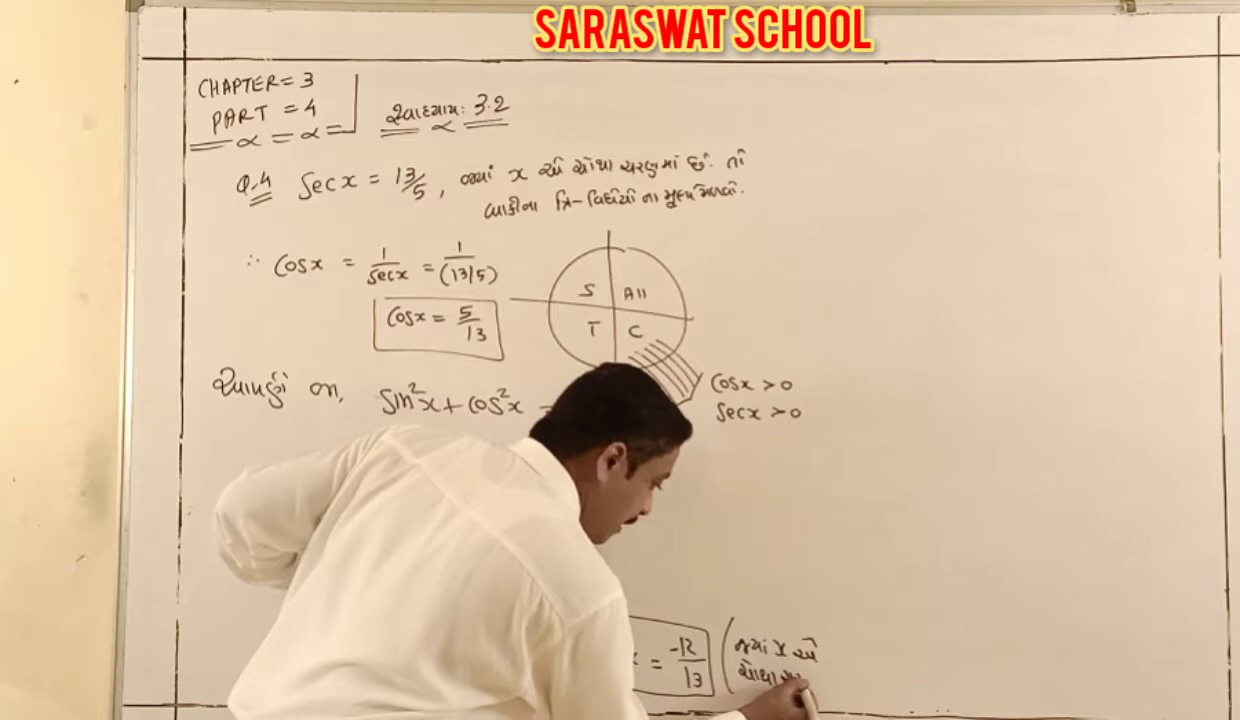 SARASWAT SCHOOL
CHAPTER = 3
PART = 4
સ્વાધ્યાય: 3.2
Q.4 Sec x = 13/5, જ્યાં x એ ચોથા ચરણમાં છે. તો
બાકીના ત્રિ-વિધેયો ના મૂલ્ય મેળવો.
∴ Cos x = 1/Sec x = 1/(13/5)
S All
Cos x = 5/13
T C
Cos x > 0
આપણે જા, Sin²x + Cos²x
Sec x > 0
= -12/13 (જ્યાં x એ
ચોથા